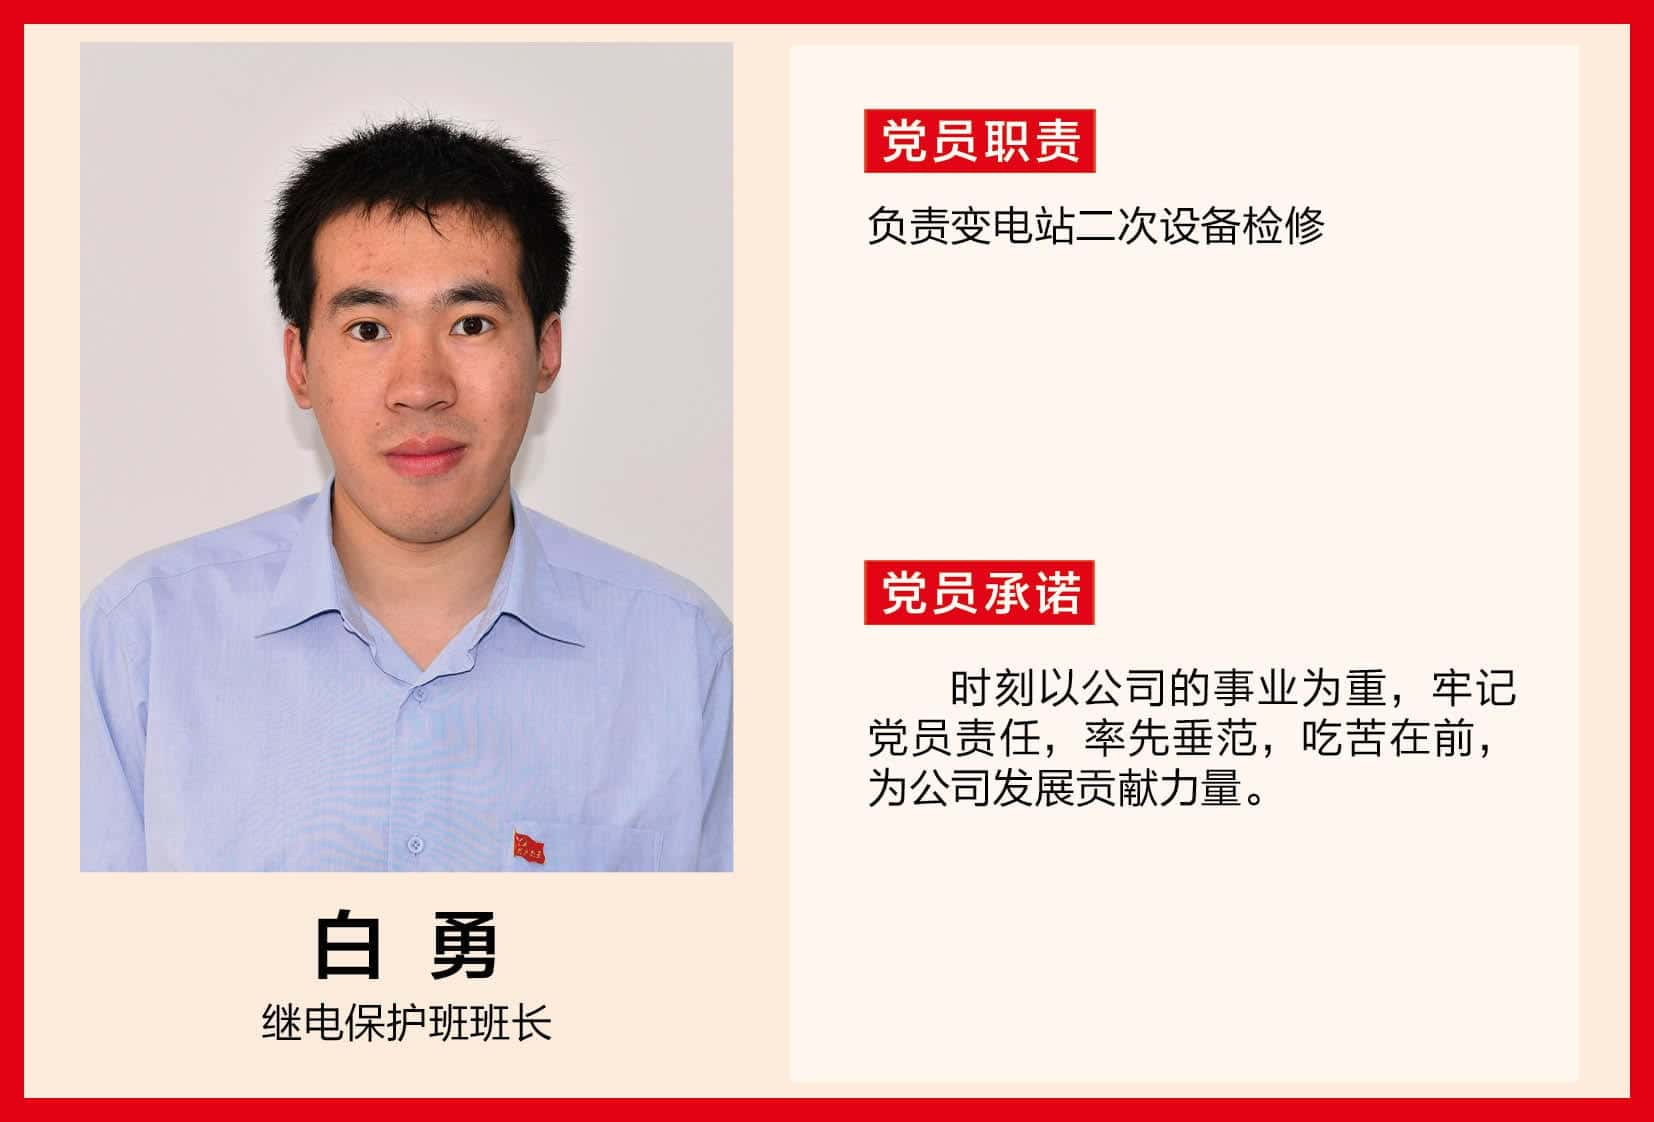 白 勇
继电保护班班长
党员职责
负责变电站二次设备检修
党员承诺
时刻以公司的事业为重，牢记
党员责任，率先垂范，吃苦在前，
为公司发展贡献力量。